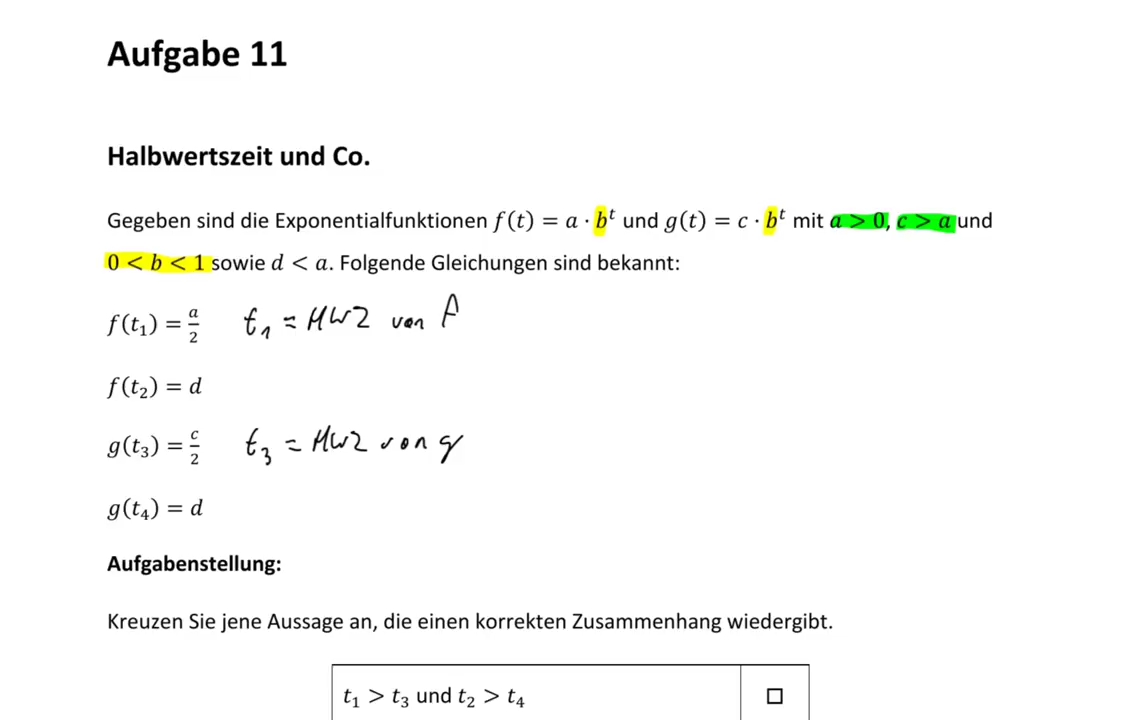 Aufgabe 11
Halbwertszeit und Co.
Gegeben sind die Exponentialfunktionen f(t) = a · bᵗ und g(t) = c · bᵗ mit a > 0, c > a und
0 < b < 1 sowie d < a. Folgende Gleichungen sind bekannt:
f(t₁) = a/2 t₁ = HWZ von f
f(t₂) = d
g(t₃) = c/2 t₃ = HWZ von g
g(t₄) = d
Aufgabenstellung:
Kreuzen Sie jene Aussage an, die einen korrekten Zusammenhang wiedergibt.
t₁ > t₃ und t₂ > t₄ ☐